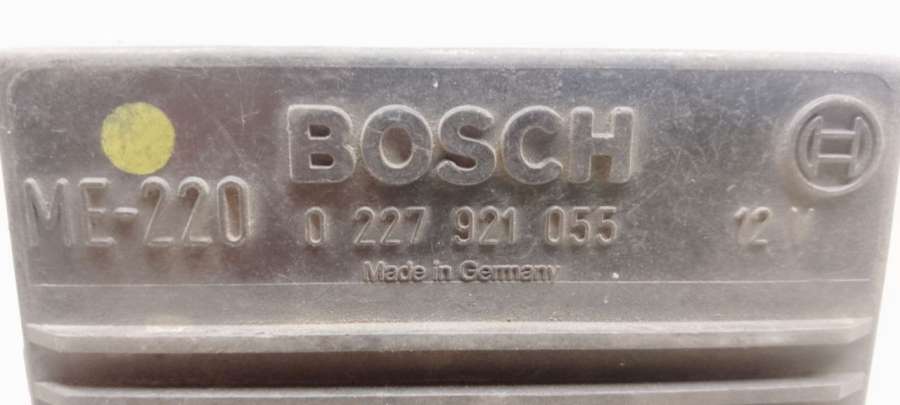 BOSCH
ME-220
0 227 921 055 12 V
Made in Germany